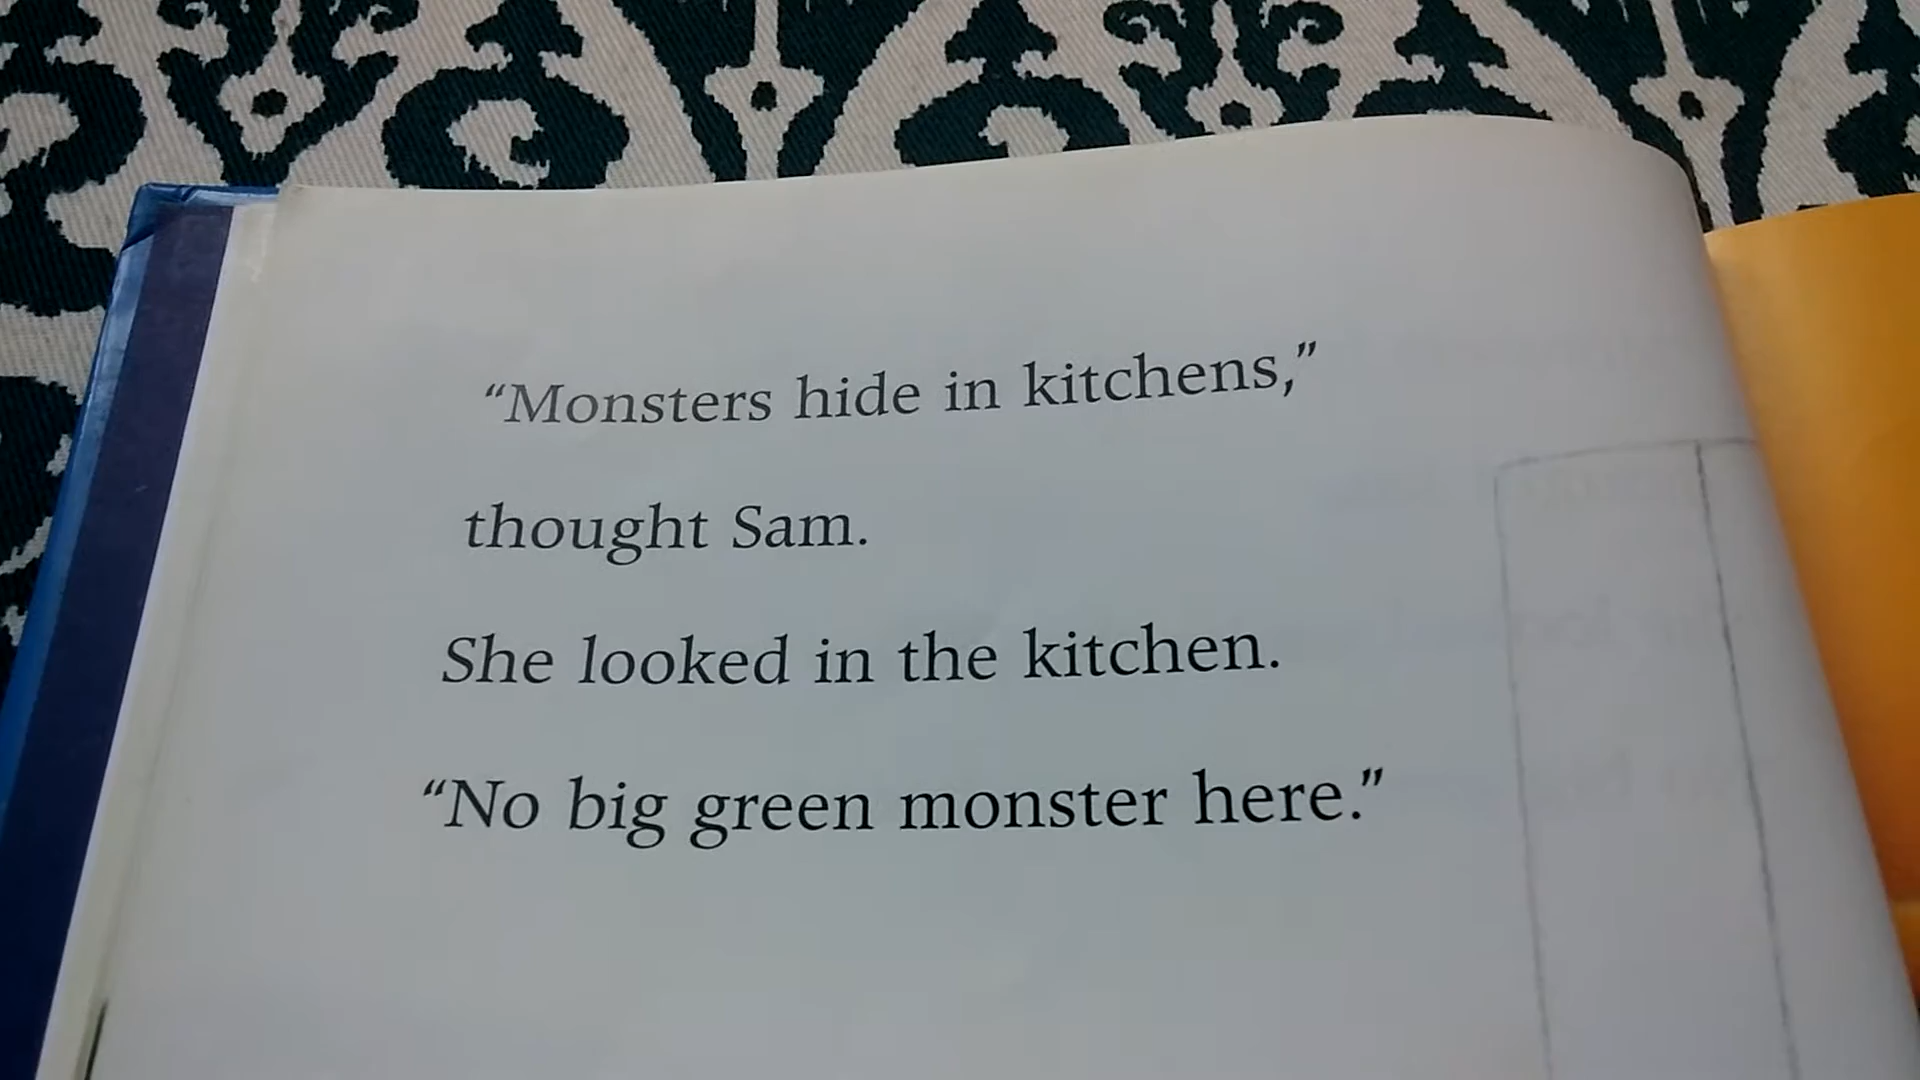 “Monsters hide in kitchens,”
thought Sam.
She looked in the kitchen.
“No big green monster here.”